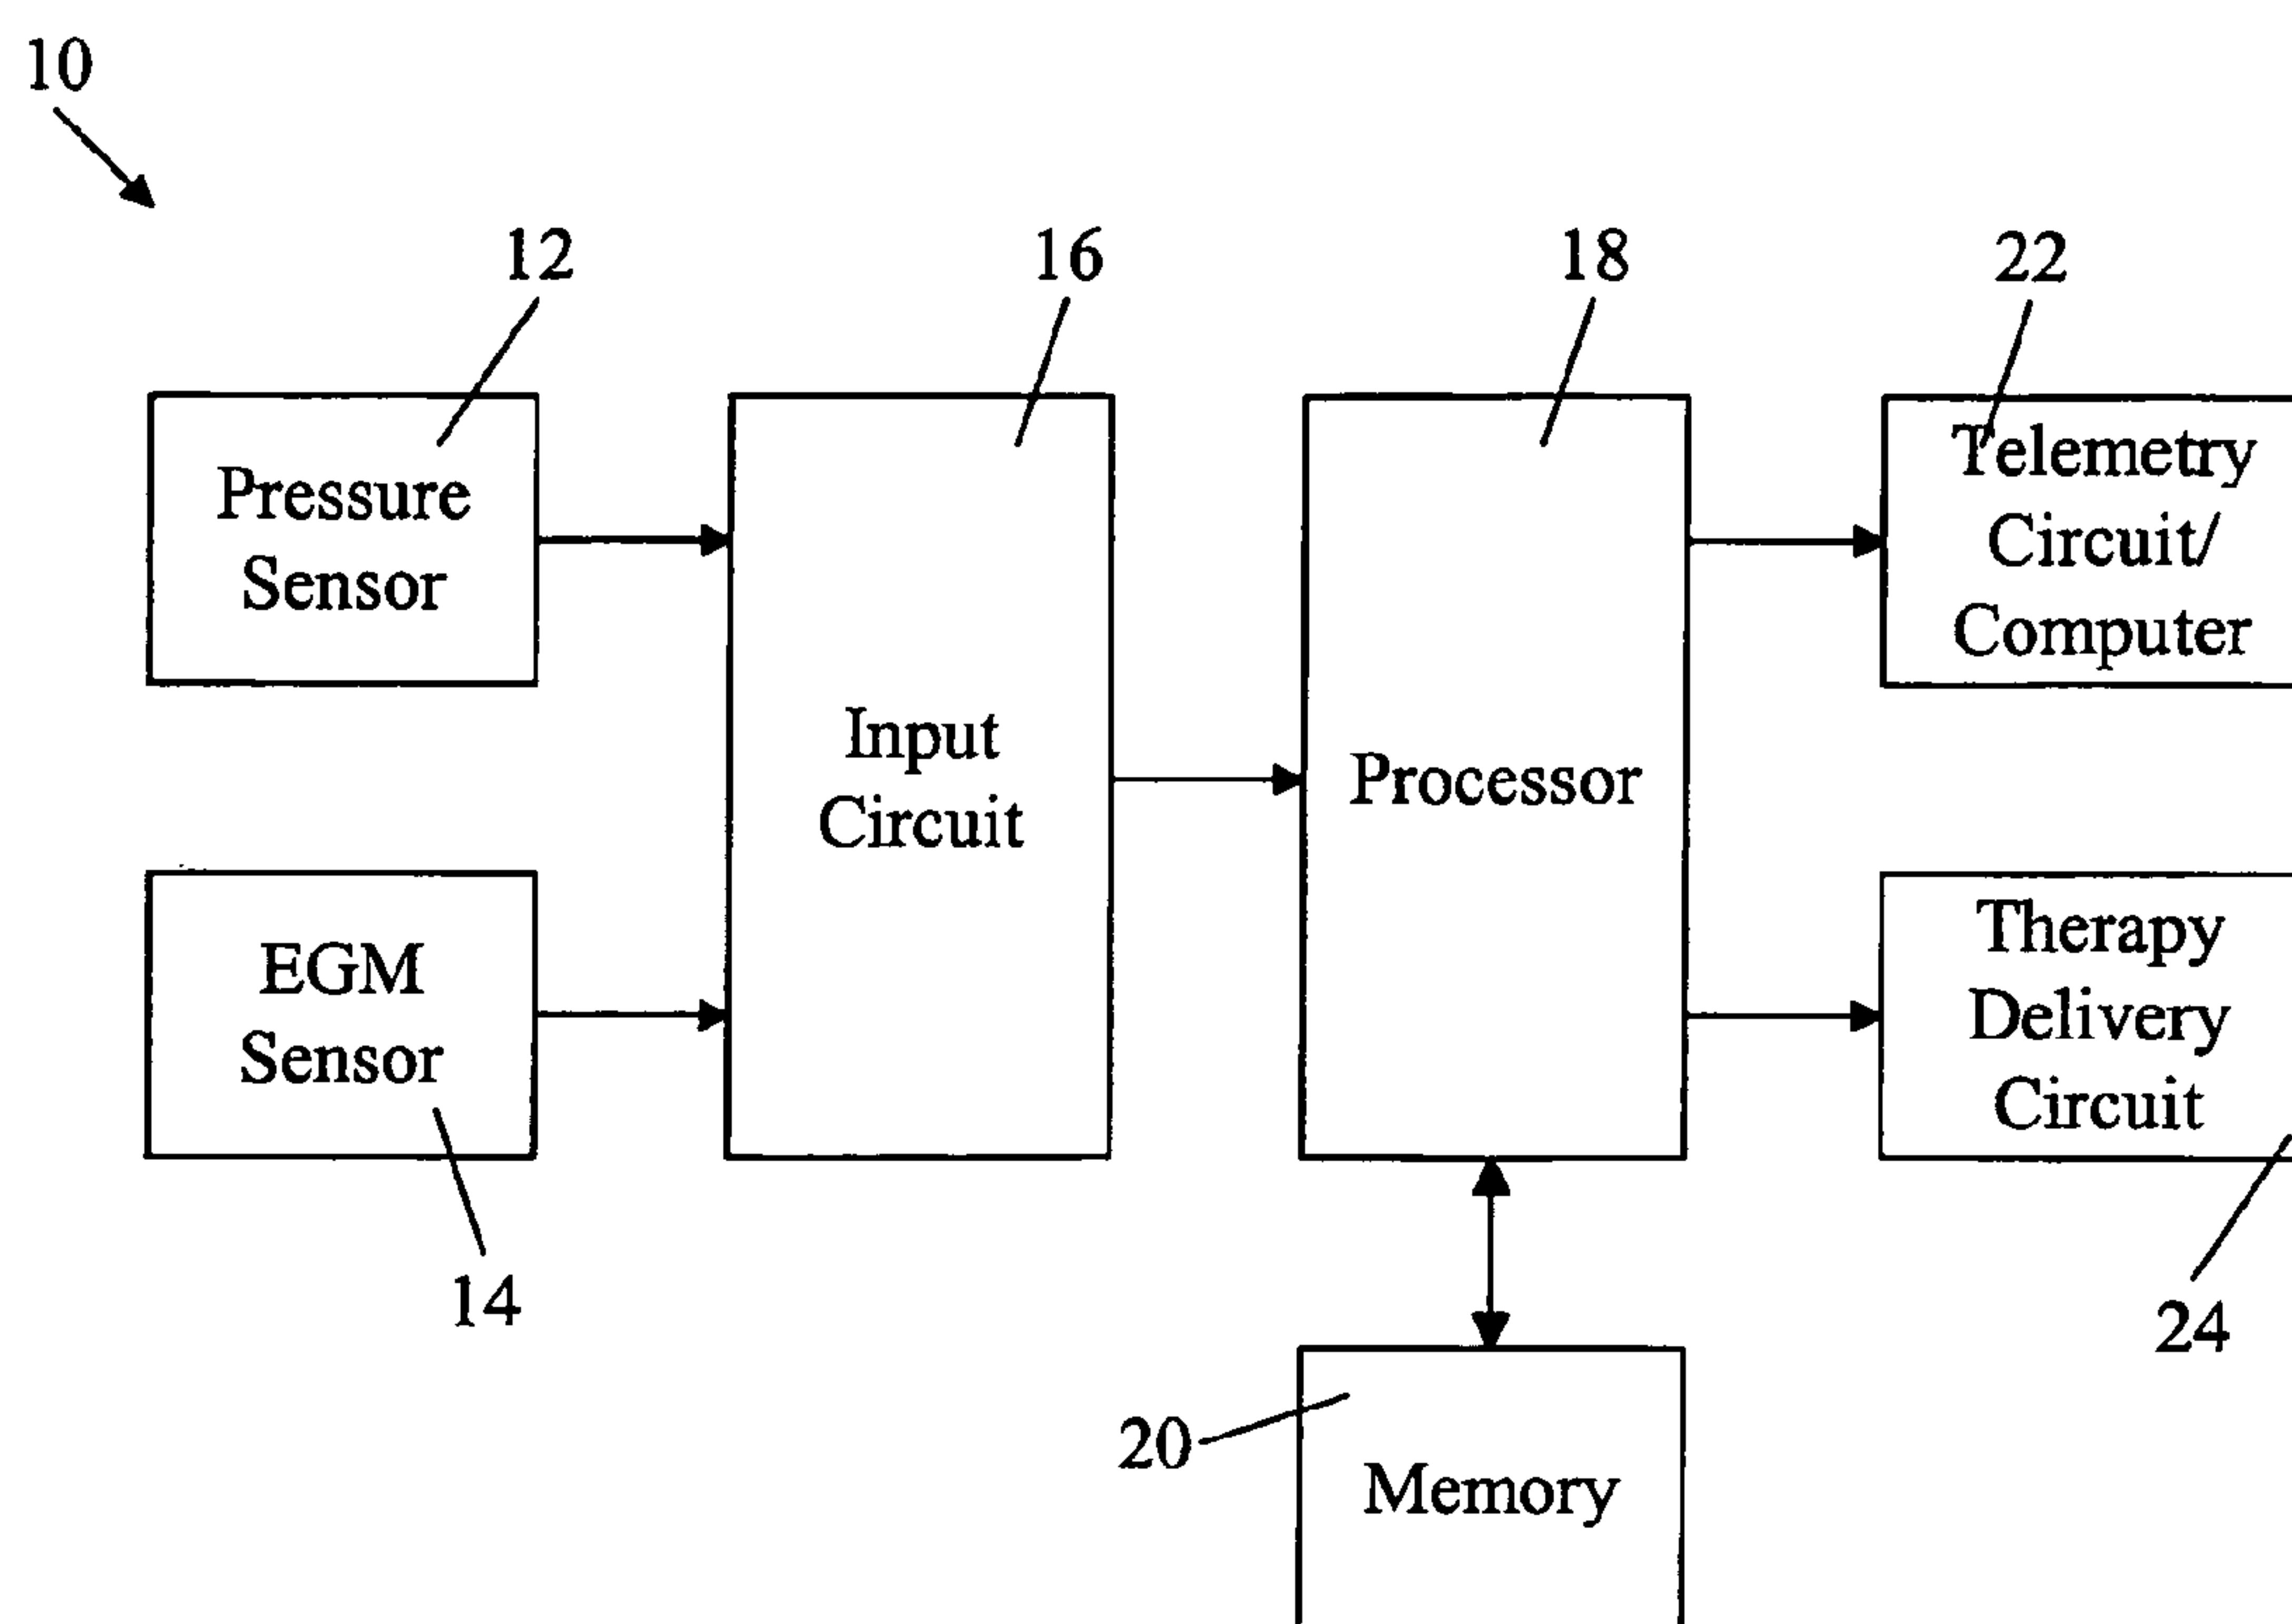 10
12
16
18
22
Pressure
Sensor
Input
Circuit
Processor
Telemetry
Circuit/
Computer
EGM
Sensor
Therapy
Delivery
Circuit
14
24
20
Memory